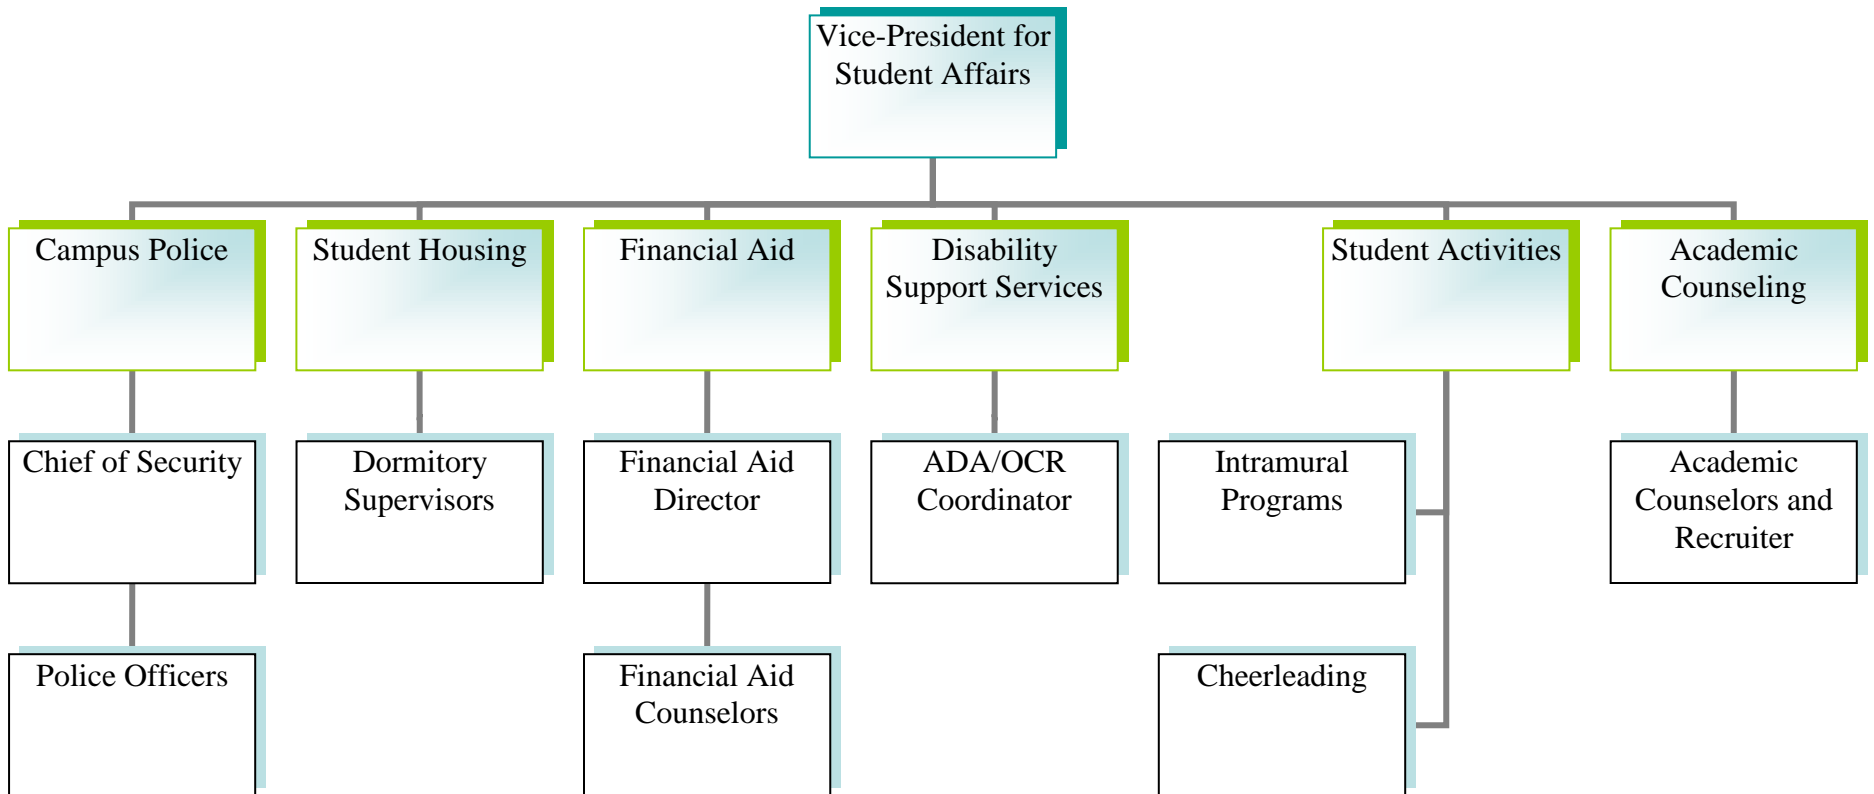 Vice-President for
Student Affairs
Campus Police
Student Housing
Financial Aid
Disability
Support Services
Student Activities
Academic
Counseling
Chief of Security
Dormitory
Supervisors
Financial Aid
Director
ADA/OCR
Coordinator
Intramural
Programs
Academic
Counselors and
Recruiter
Police Officers
Financial Aid
Counselors
Cheerleading